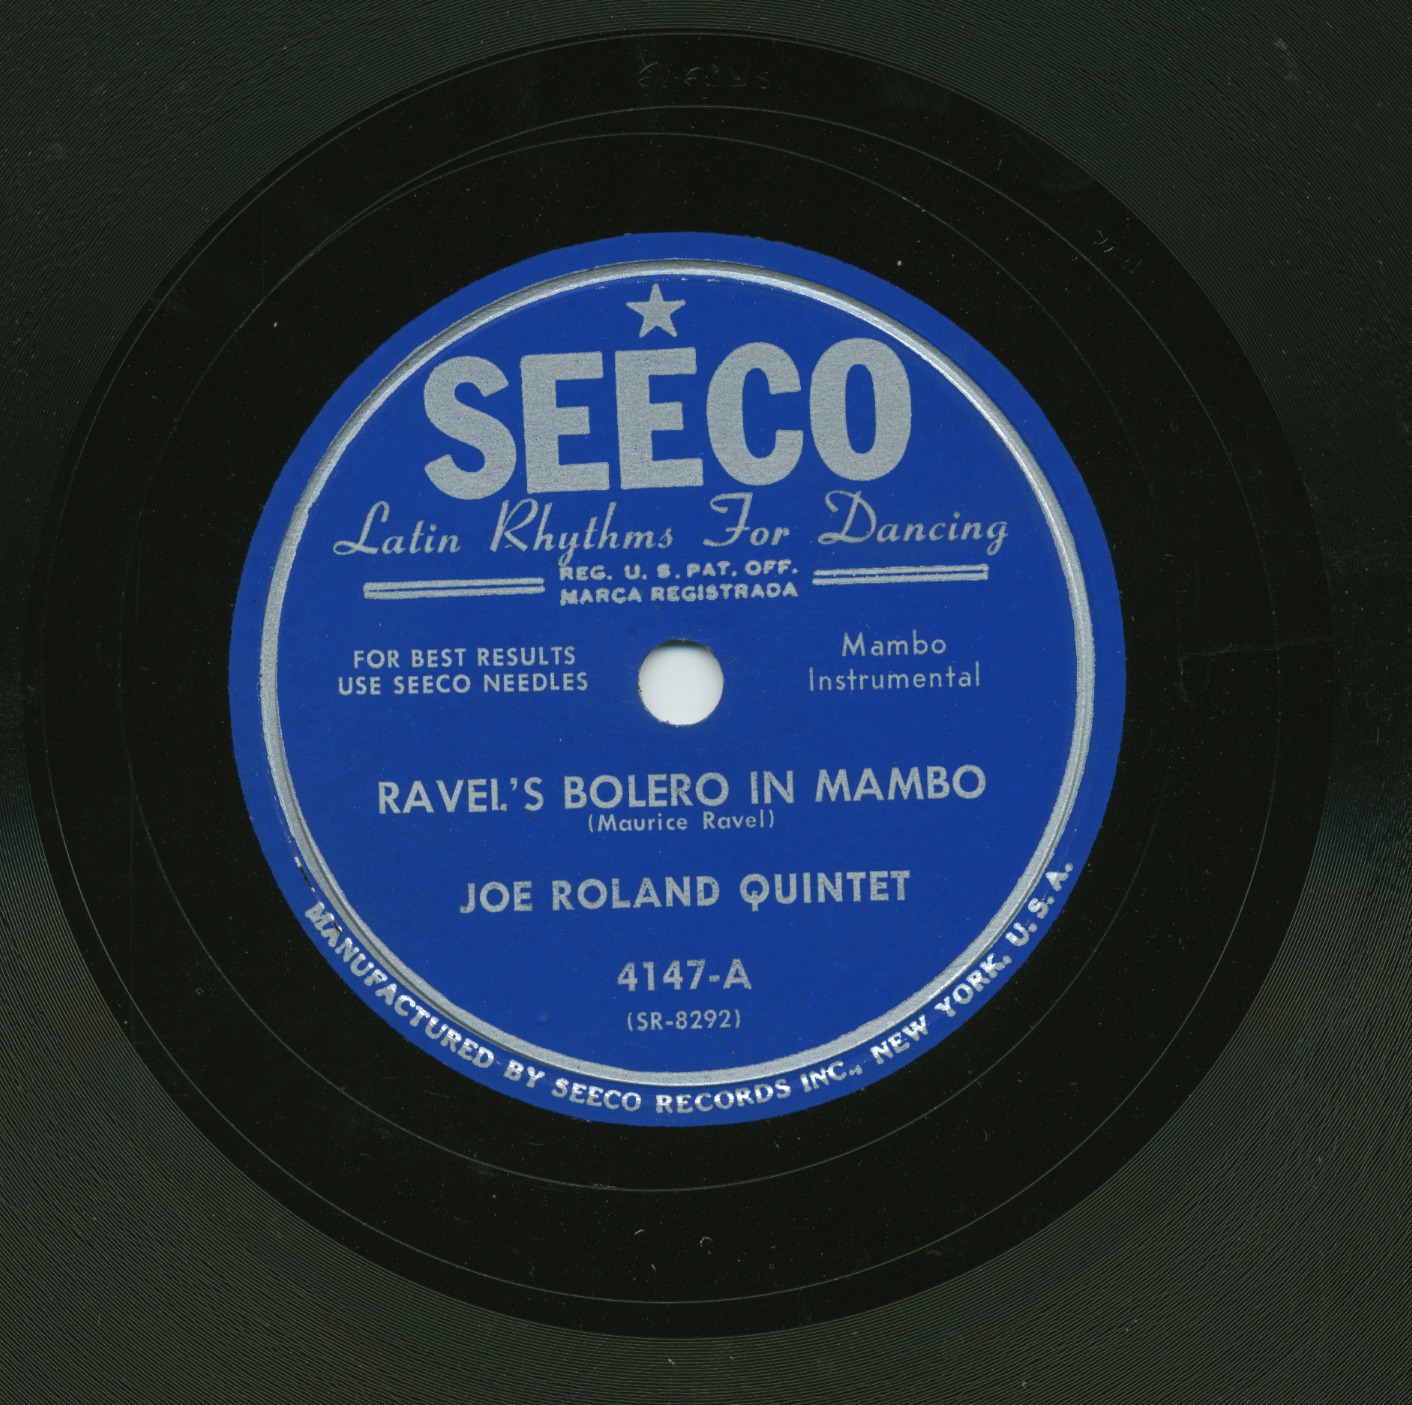 SEECO
Latin Rhythms For Dancing
REG. U. S. PAT. OFF.
MARCA REGISTRADA
FOR BEST RESULTS
USE SEECO NEEDLES
Mambo
Instrumental
RAVEL'S BOLERO IN MAMBO
(Maurice Ravel)
JOE ROLAND QUINTET
4147-A
(SR-8292)
MANUFACTURED BY SEECO RECORDS INC., NEW YORK, U. S. A.